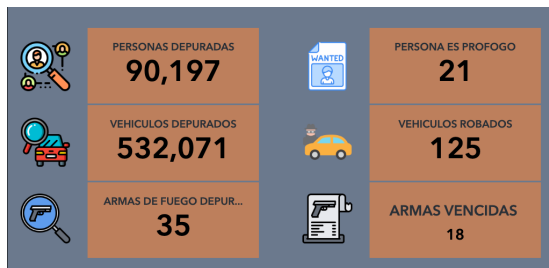 PERSONAS DEPURADAS
90,197
WANTED
PERSONA ES PROFOGO
21
VEHICULOS DEPURADOS
532,071
VEHICULOS ROBADOS
125
ARMAS DE FUEGO DEPUR...
35
ARMAS VENCIDAS
18